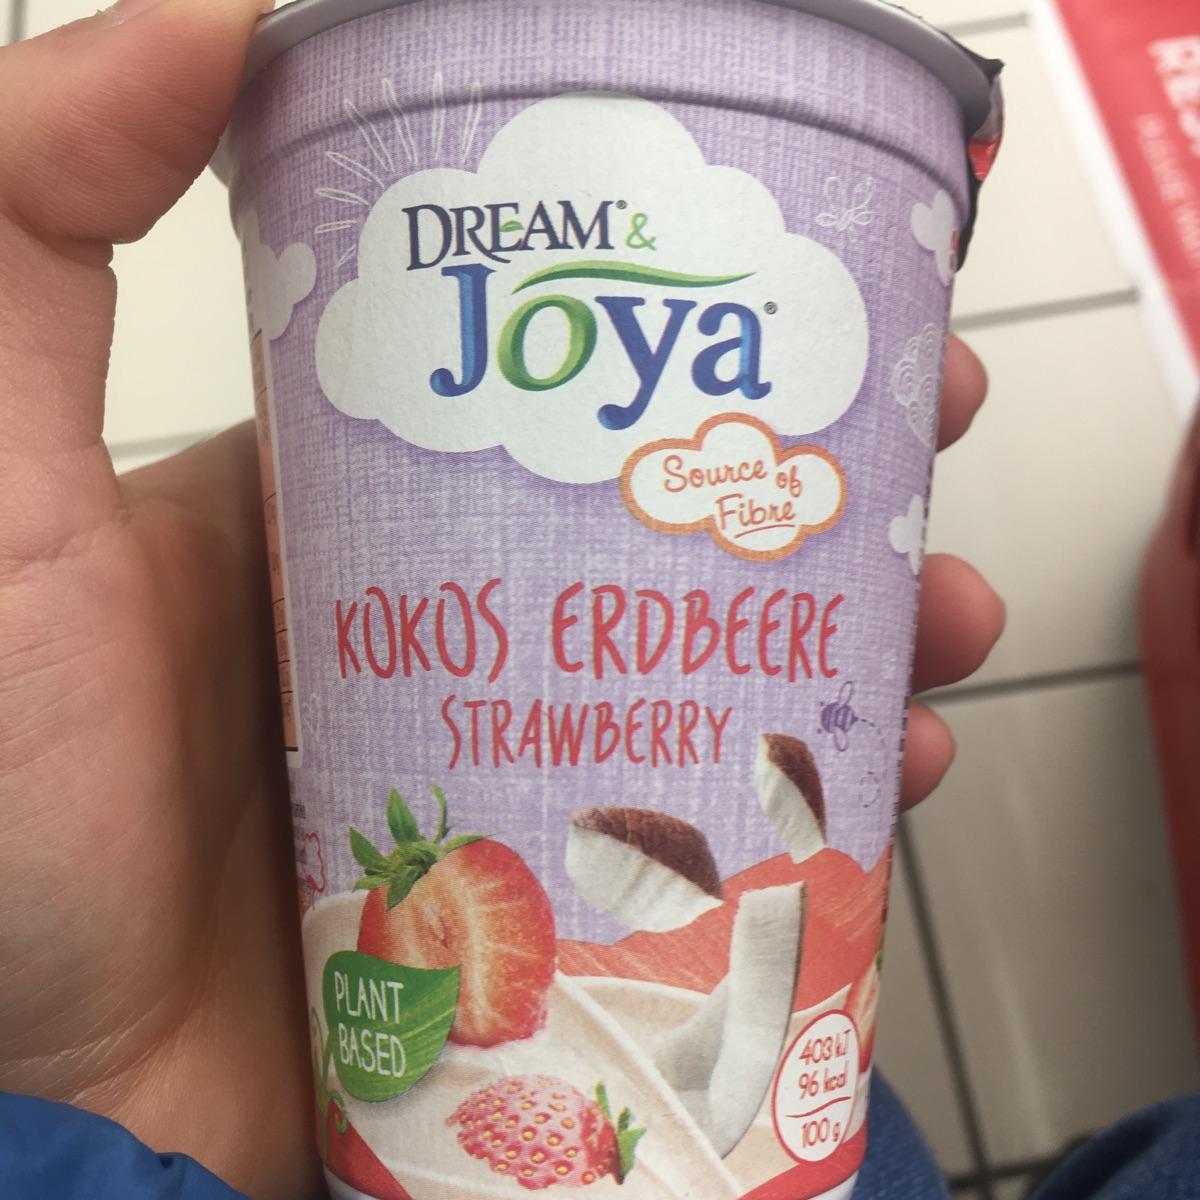 DREAM® &
Joya®
Source of
Fibre
KOKOS ERDBEERE
STRAWBERRY
PLANT
BASED
403 kJ
96 kcal
100 g